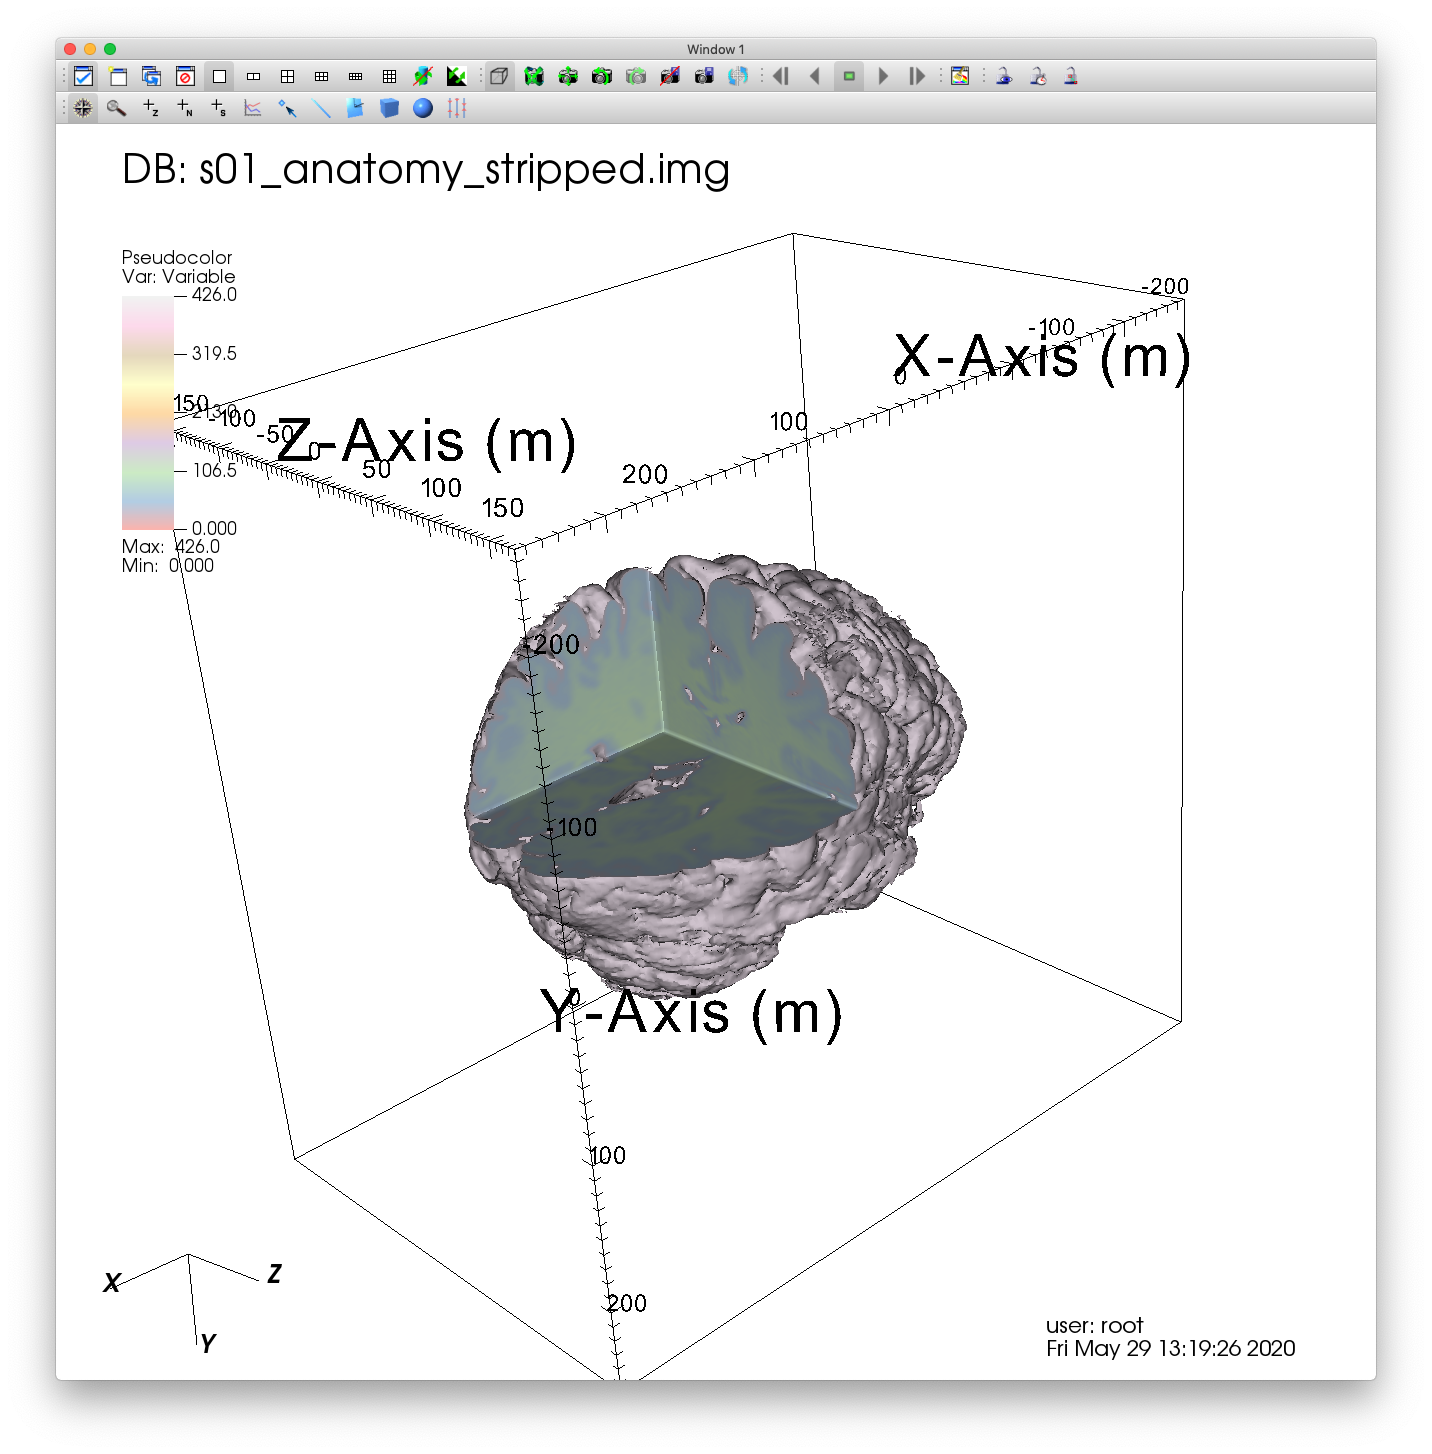 Window 1
DB: s01_anatomy_stripped.img
Pseudocolor
Var: Variable
426.0
319.5
213.0
106.5
0.000
Max: 426.0
Min: 0.000
-200
-100
X-Axis (m)
0
100
200
150
-100
-50
Z-Axis (m)
0
50
100
150
-200
-100
0
Y-Axis (m)
100
200
X
Z
Y
user: root
Fri May 29 13:19:26 2020